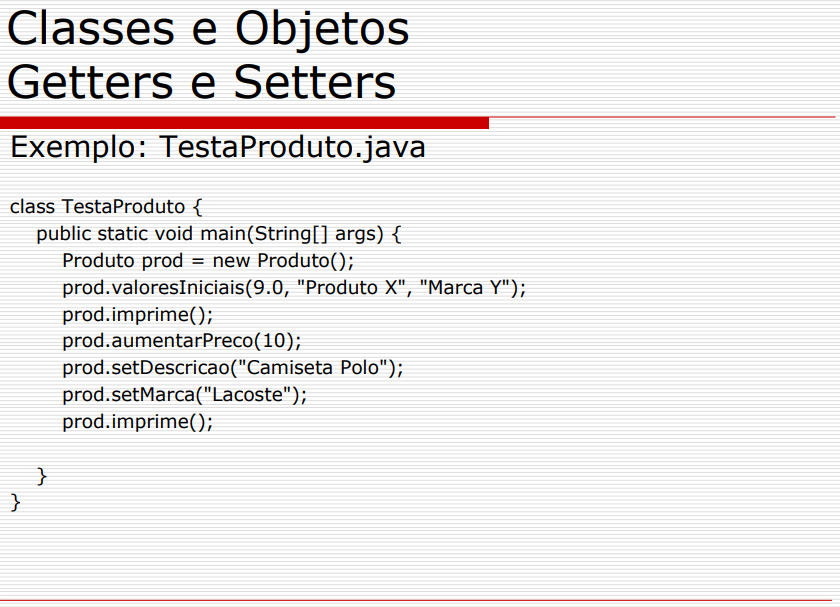 Classes e Objetos
Getters e Setters
Exemplo: TestaProduto.java
class TestaProduto {
public static void main(String[] args) {
Produto prod = new Produto();
prod.valoresIniciais(9.0, "Produto X", "Marca Y");
prod.imprime();
prod.aumentarPreco(10);
prod.setDescricao("Camiseta Polo");
prod.setMarca("Lacoste");
prod.imprime();
}
}